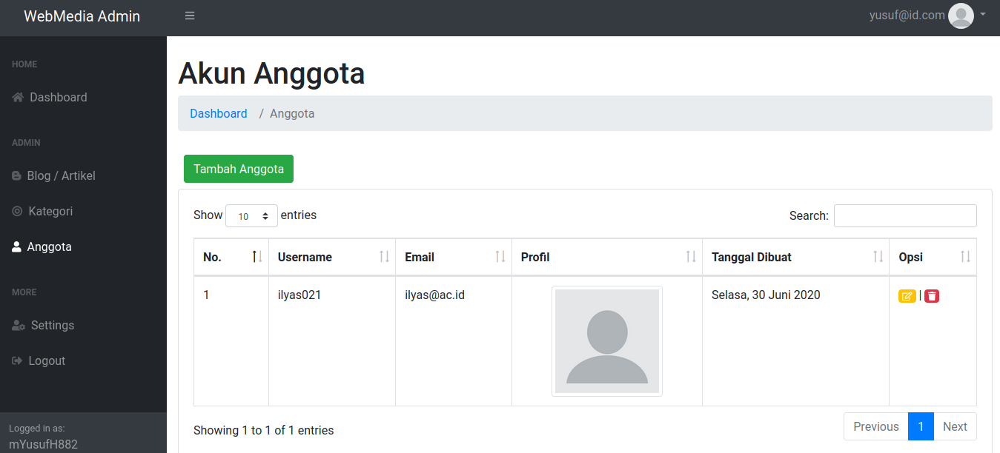 WebMedia Admin
yusuf@id.com
HOME
Dashboard
ADMIN
Blog / Artikel
Kategori
Anggota
MORE
Settings
Logout
Logged in as:
mYusufH882
Akun Anggota
Dashboard / Anggota
Tambah Anggota
Show 10 entries
Search:
No. Username Email Profil Tanggal Dibuat Opsi
1 ilyas021 ilyas@ac.id Selasa, 30 Juni 2020 |
Showing 1 to 1 of 1 entries
Previous 1 Next